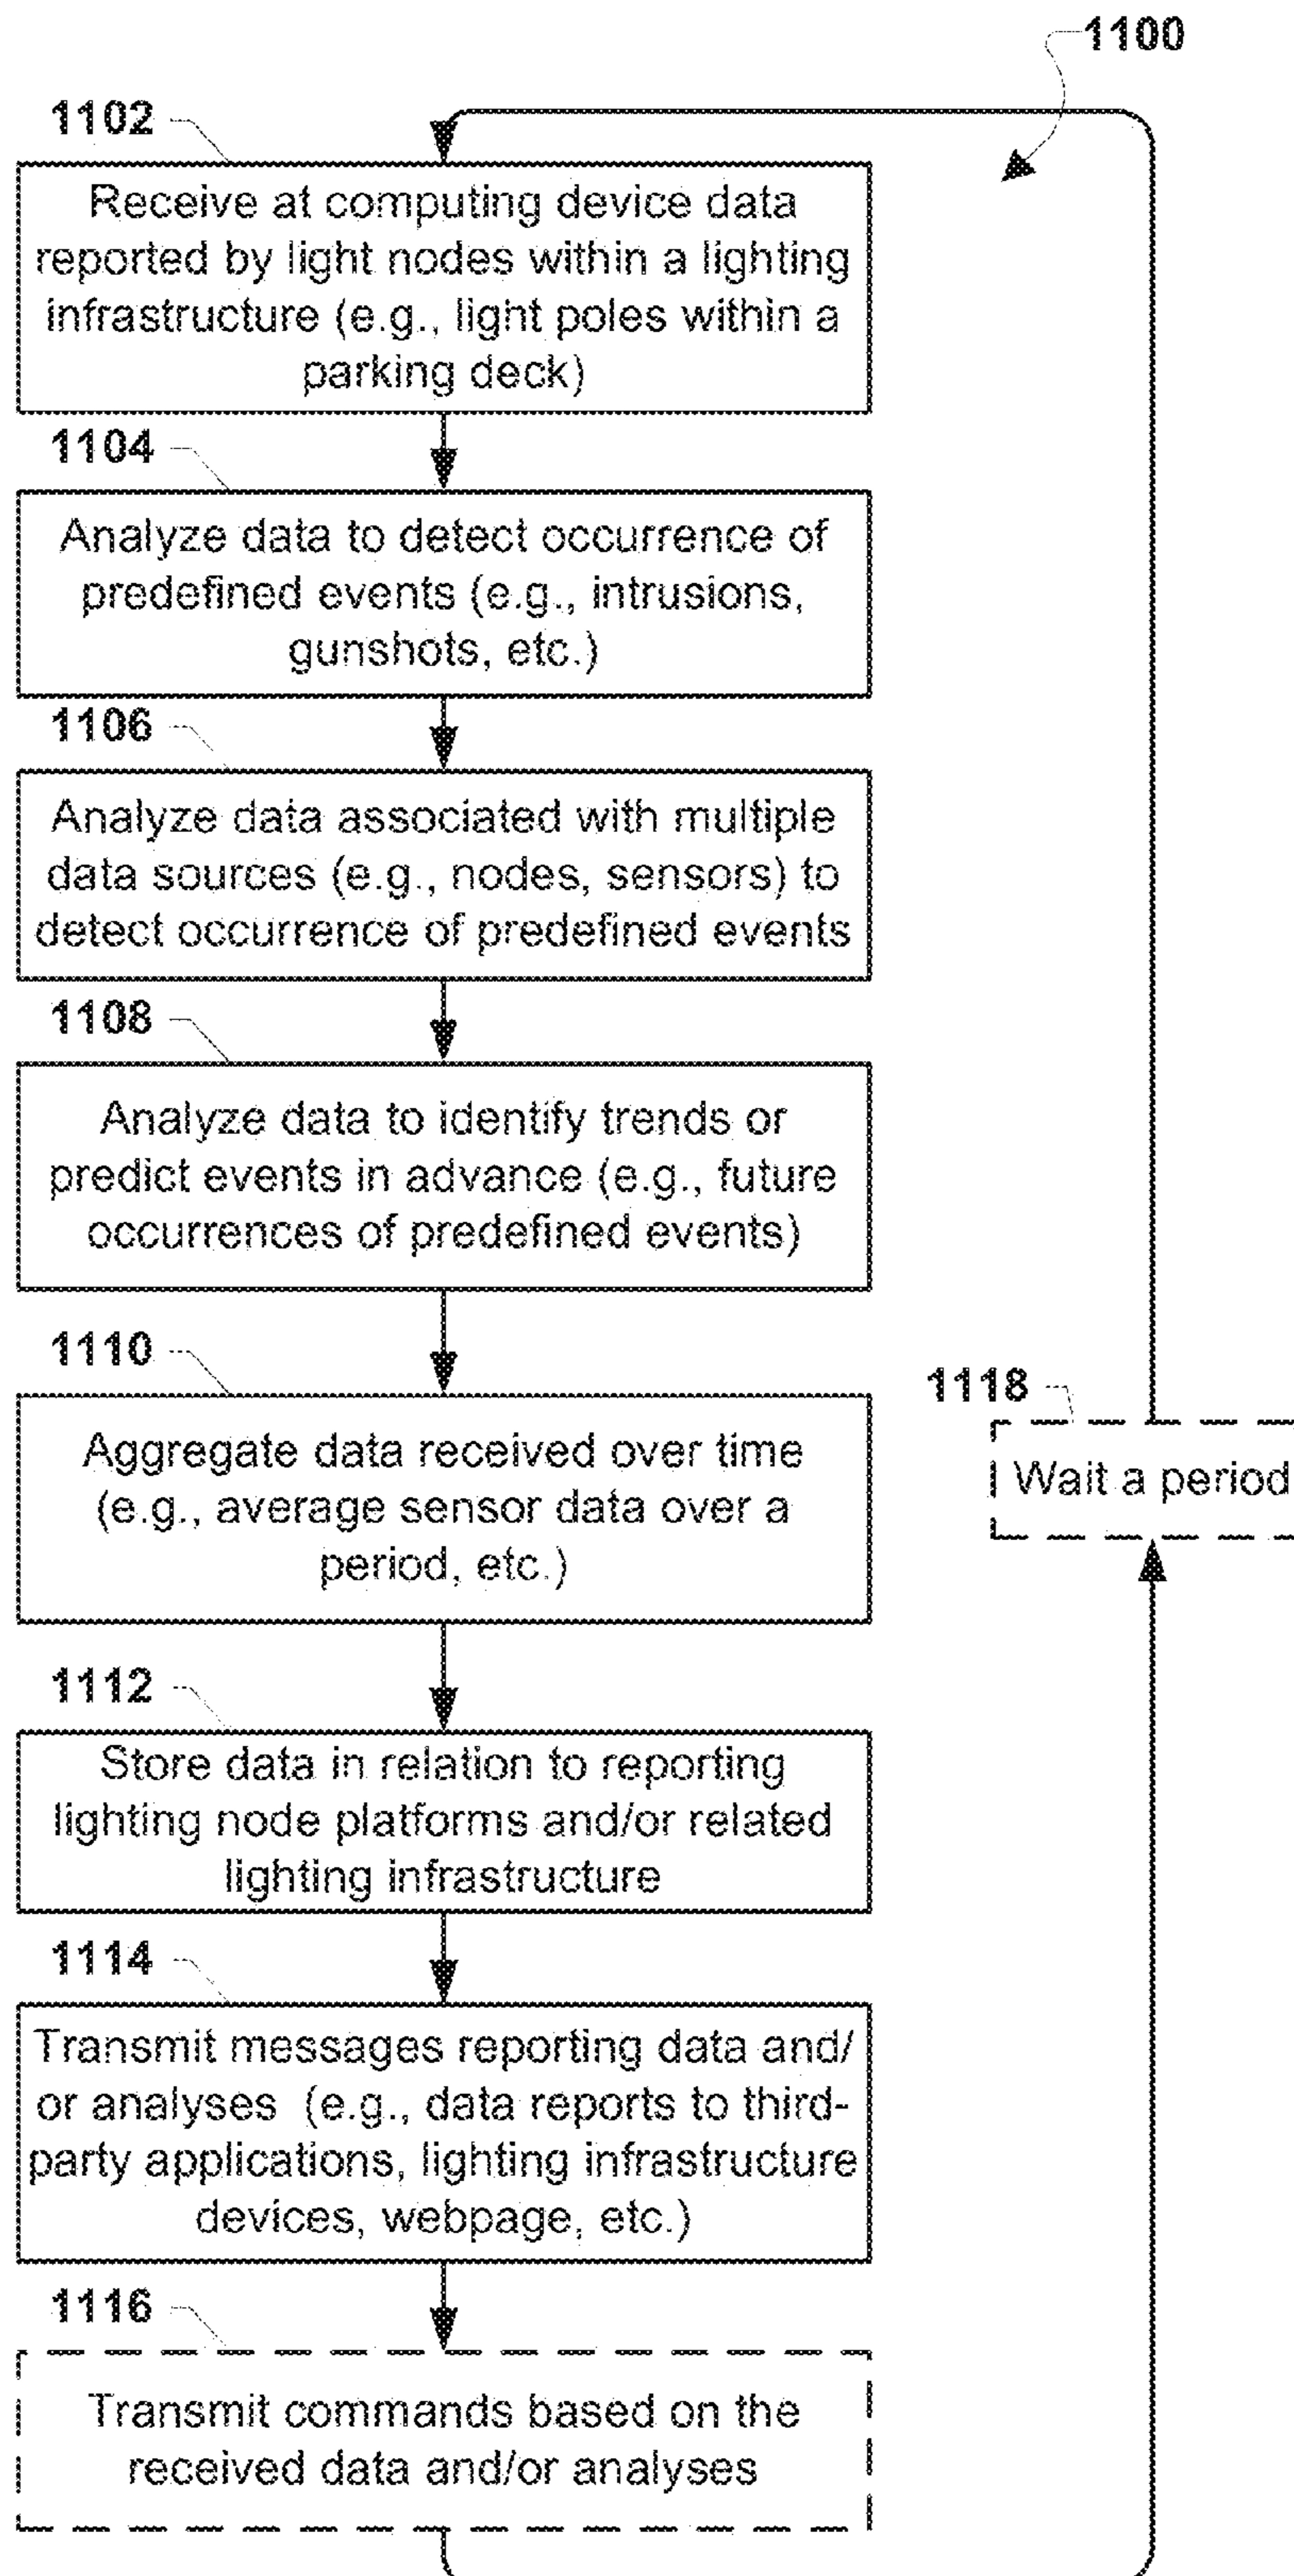 1100
1102
Receive at computing device data
reported by light nodes within a lighting
infrastructure (e.g., light poles within a
parking deck)
1104
Analyze data to detect occurrence of
predefined events (e.g., intrusions,
gunshots, etc.)
1106
Analyze data associated with multiple
data sources (e.g., nodes, sensors) to
detect occurrence of predefined events
1108
Analyze data to identify trends or
predict events in advance (e.g., future
occurrences of predefined events)
1110
Aggregate data received over time
(e.g., average sensor data over a
period, etc.)
1118
Wait a period
1112
Store data in relation to reporting
lighting node platforms and/or related
lighting infrastructure
1114
Transmit messages reporting data and/
or analyses (e.g., data reports to third-
party applications, lighting infrastructure
devices, webpage, etc.)
1116
Transmit commands based on the
received data and/or analyses